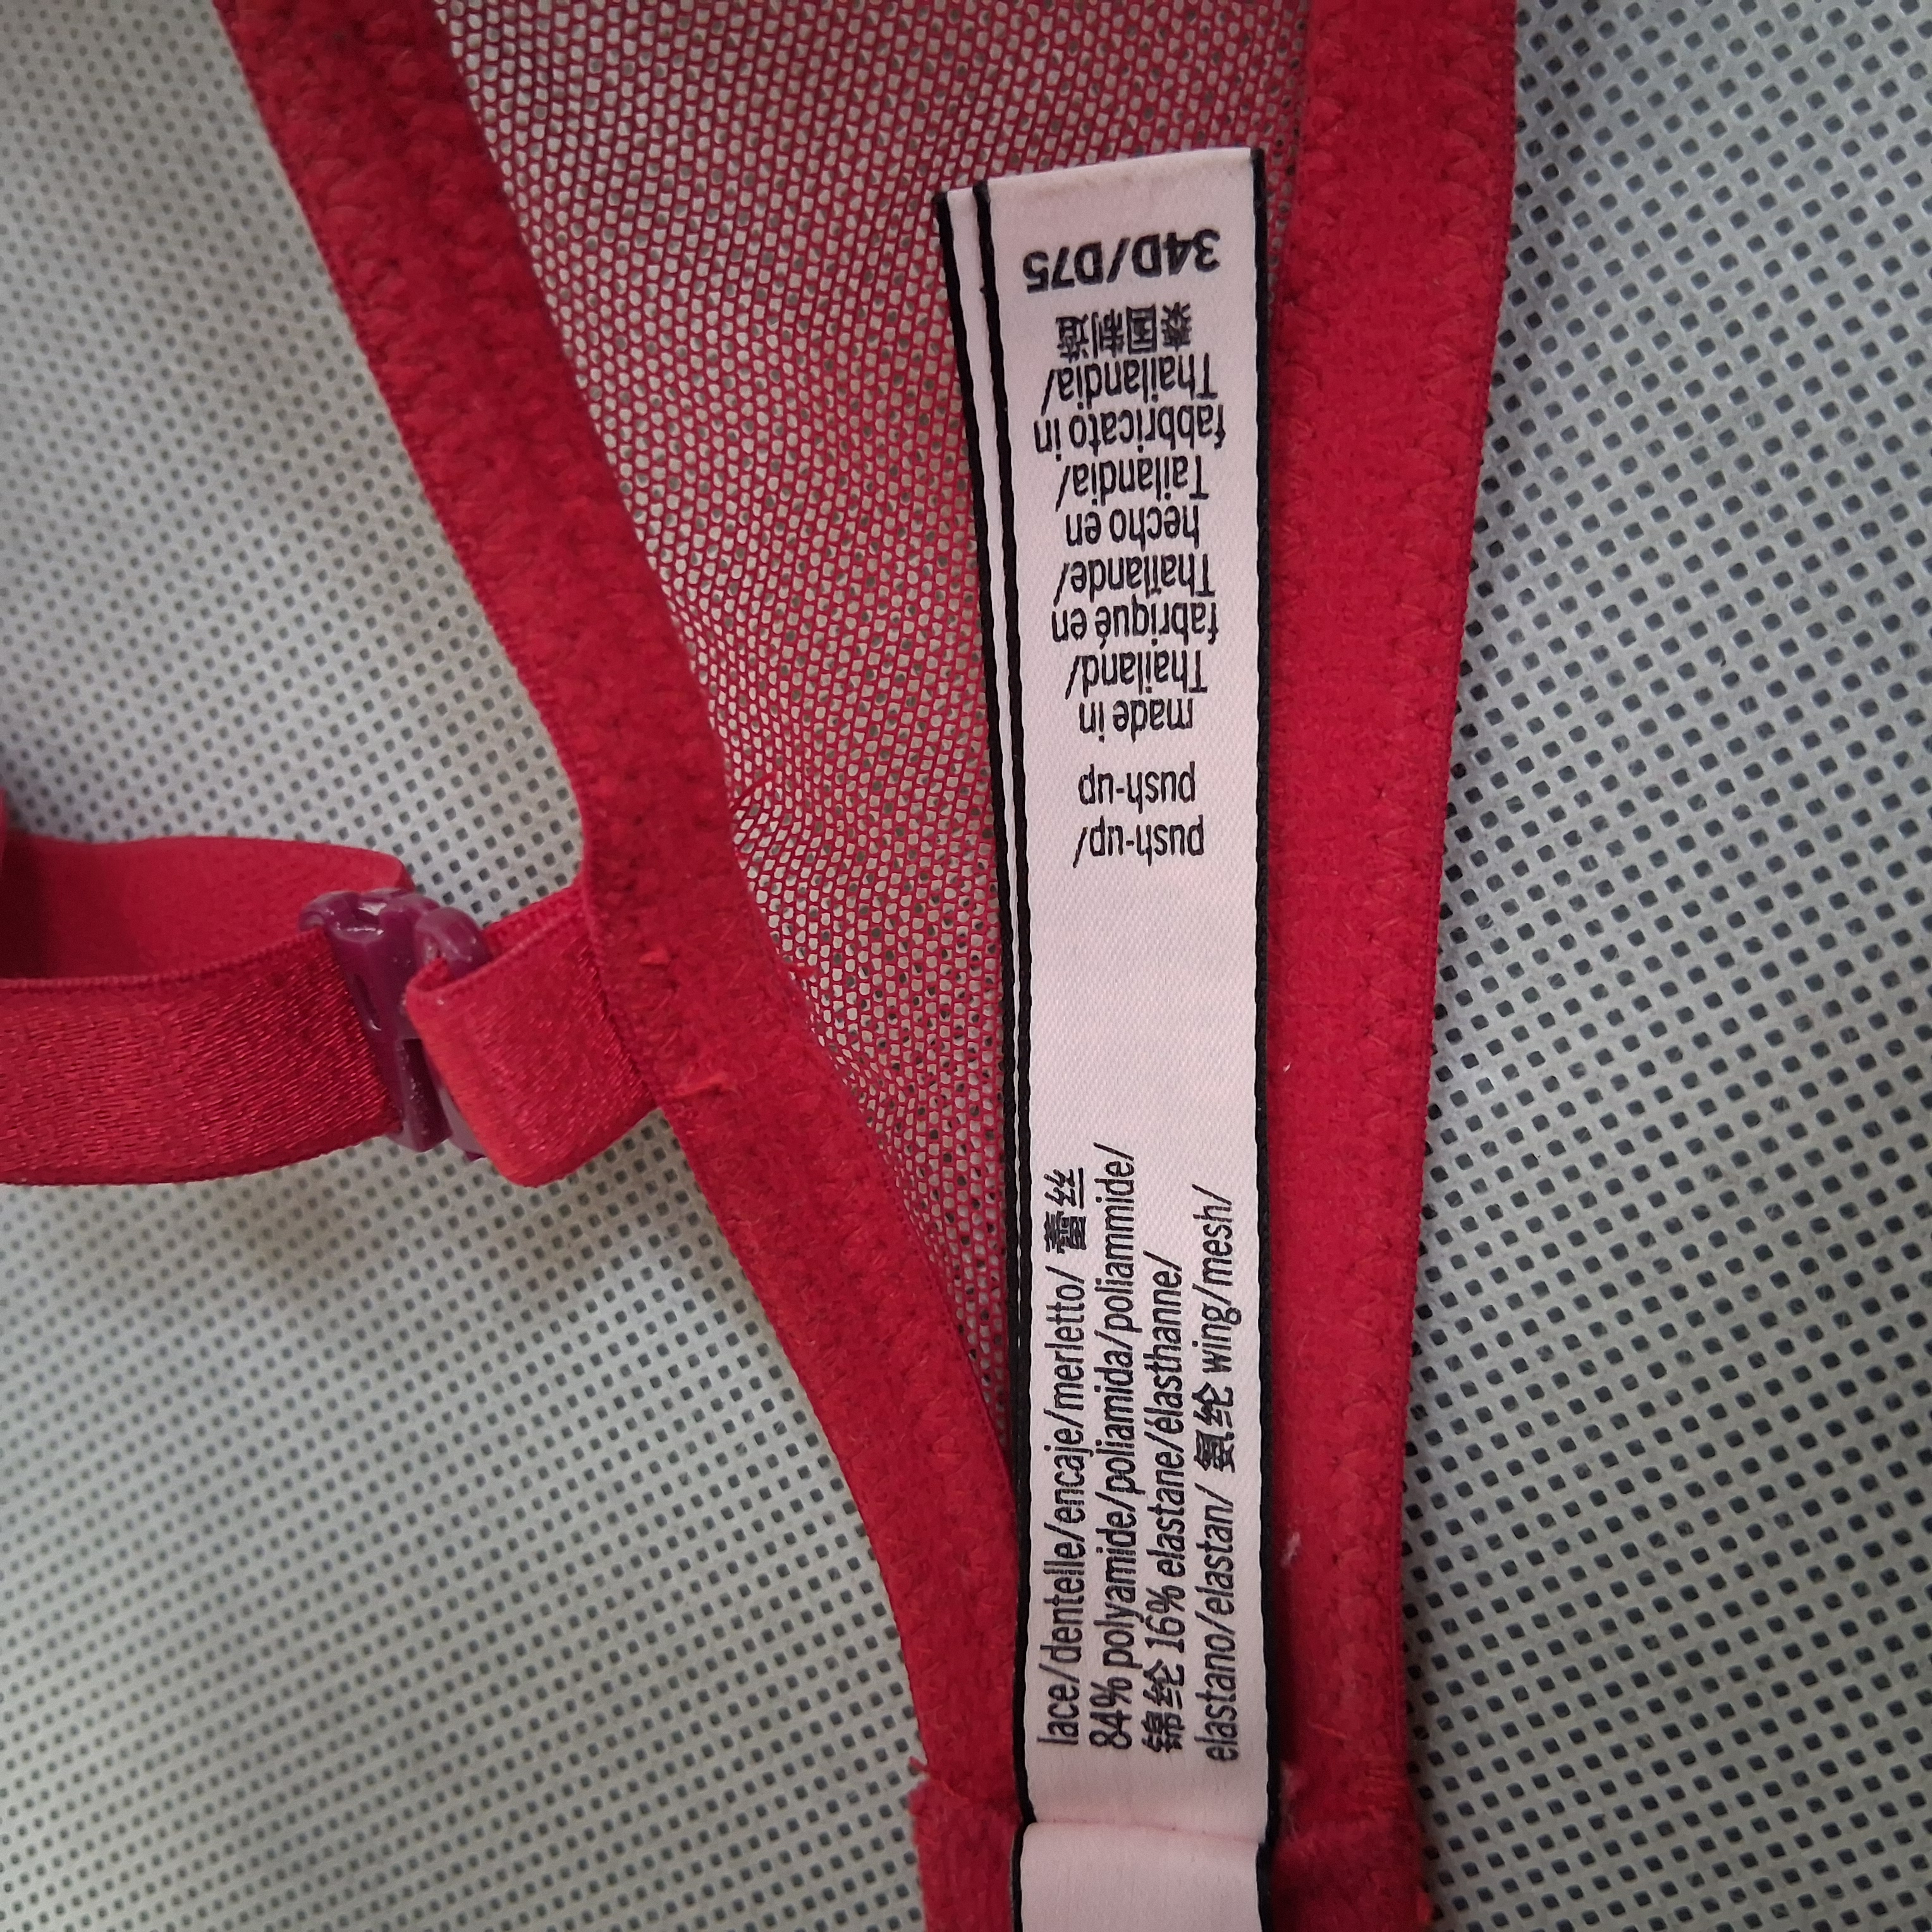 34D/D75
泰国制造
Thailandia/
fabbricato in
Tailandia/
hecho en
Thaïlande/
fabriqué en
Thailand/
made in
push-up
push-up/
lace/dentelle/encaje/merletto/ 蕾丝
84% polyamide/poliamida/poliammide/
锦纶 16% elastane/élasthanne/
elastano/elastan/ 氨纶 wing/mesh/